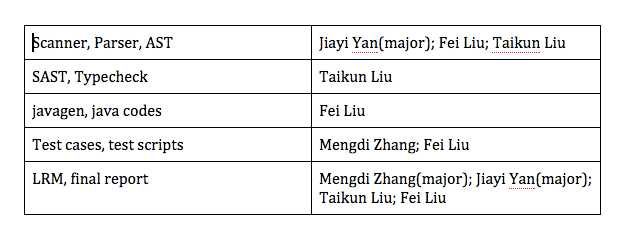 Scanner, Parser, AST
Jiayi Yan(major); Fei Liu; Taikun Liu
SAST, Typecheck
Taikun Liu
javagen, java codes
Fei Liu
Test cases, test scripts
Mengdi Zhang; Fei Liu
LRM, final report
Mengdi Zhang(major); Jiayi Yan(major);
Taikun Liu; Fei Liu